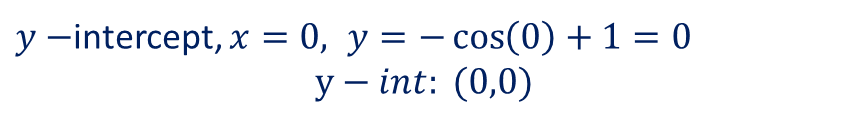 y −intercept, x = 0, y = − cos(0) + 1 = 0
y − int: (0,0)